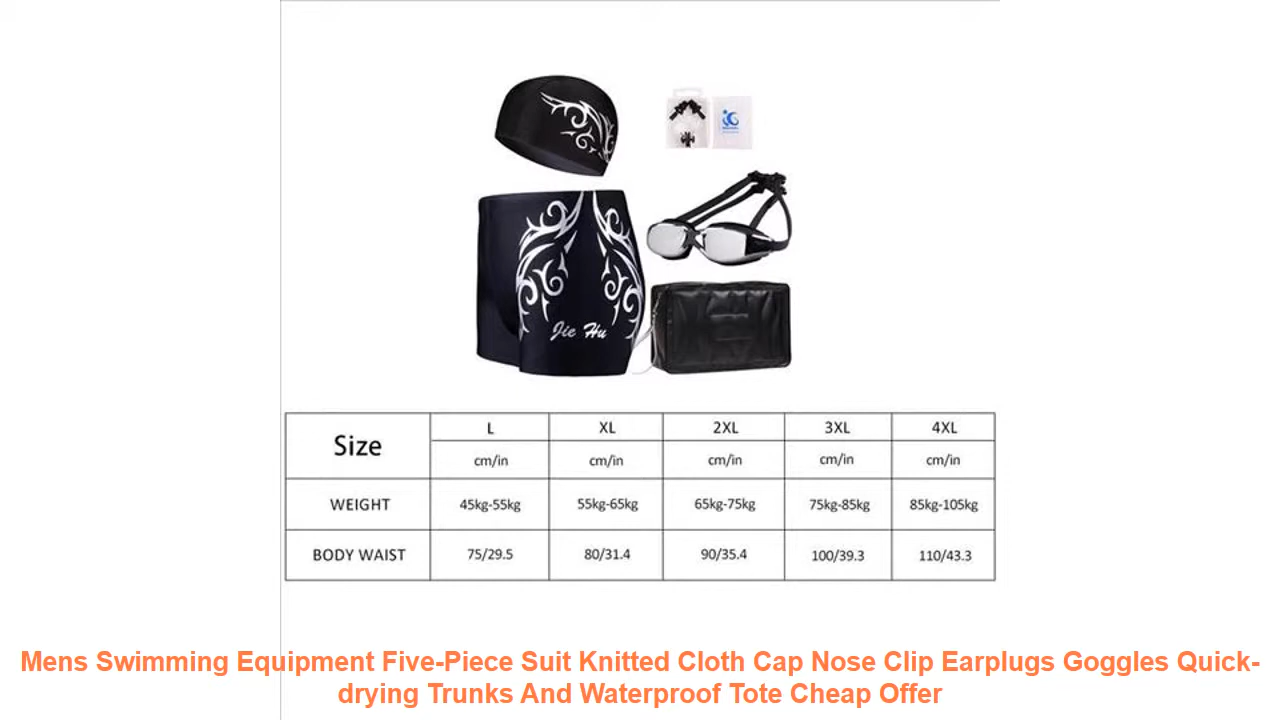 Jie Hu
Size L XL 2XL 3XL 4XL
cm/in cm/in cm/in cm/in cm/in
WEIGHT 45kg-55kg 55kg-65kg 65kg-75kg 75kg-85kg 85kg-105kg
BODY WAIST 75/29.5 80/31.4 90/35.4 100/39.3 110/43.3
Mens Swimming Equipment Five-Piece Suit Knitted Cloth Cap Nose Clip Earplugs Goggles Quick-
drying Trunks And Waterproof Tote Cheap Offer